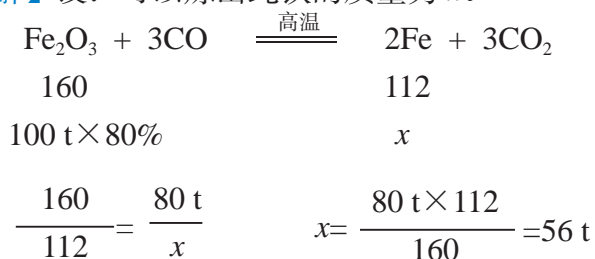 Fe₂O₃ + 3CO 高温 2Fe + 3CO₂
160 112
100 t×80% x
160/112 = 80 t/x x= 80 t×112/160 =56 t